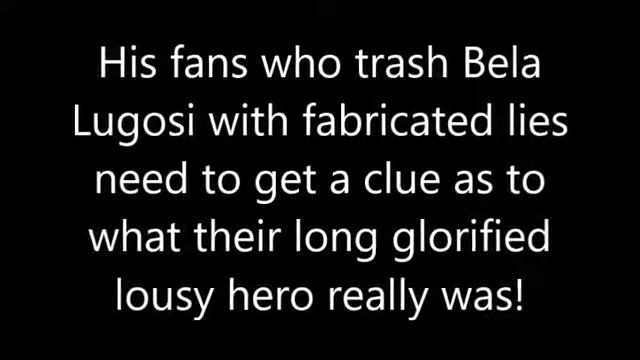 His fans who trash Bela
Lugosi with fabricated lies
need to get a clue as to
what their long glorified
lousy hero really was!